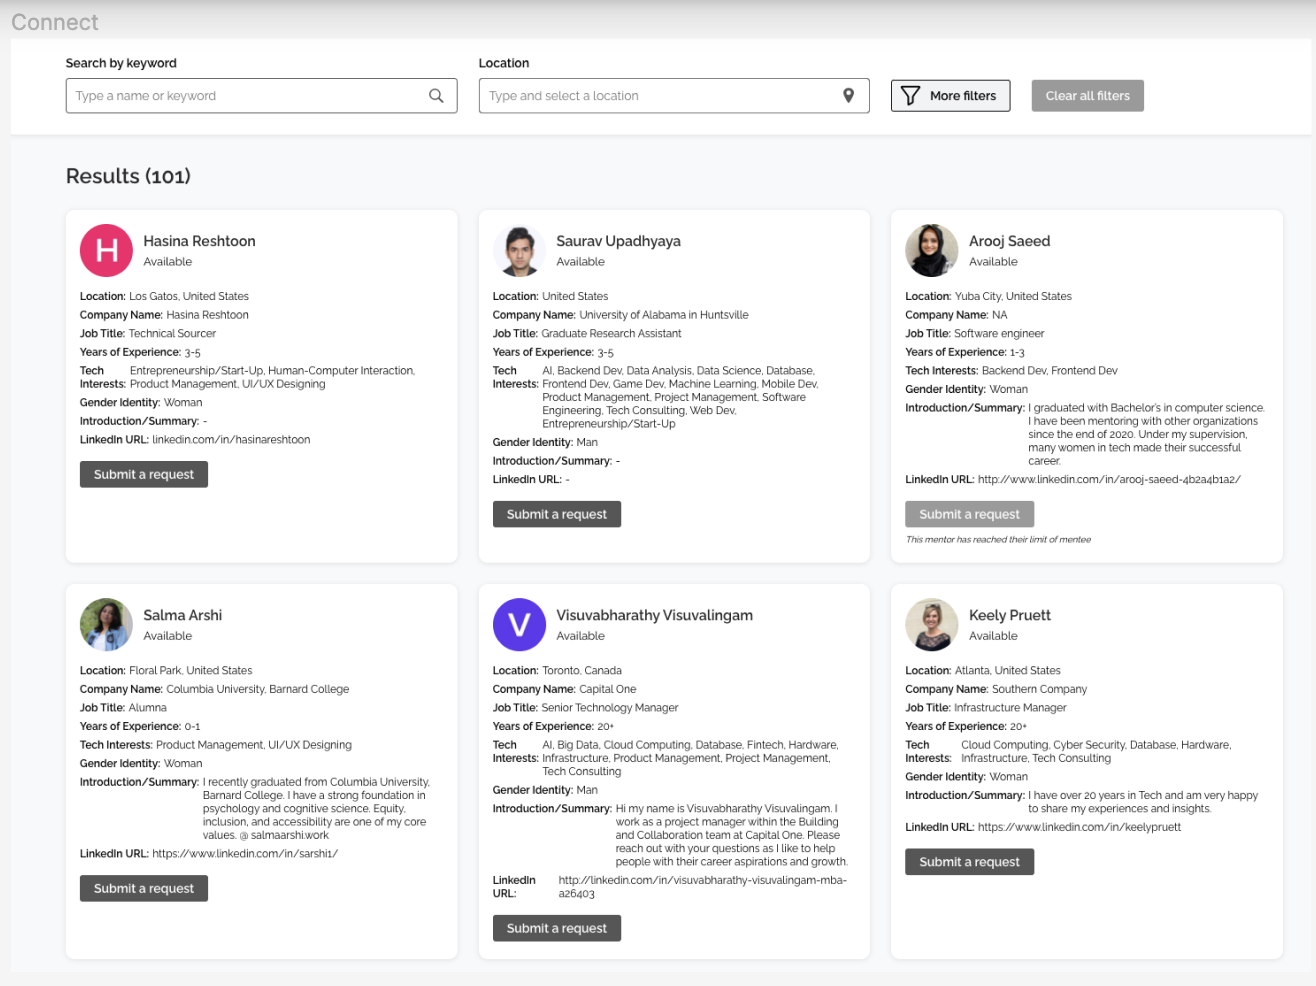 Connect
Search by keyword
Type a name or keyword
Location
Type and select a location
More filters
Clear all filters
Results (101)
H
Hasina Reshtoon
Available
Location: Los Gatos, United States
Company Name: Hasina Reshtoon
Job Title: Technical Sourcer
Years of Experience: 3-5
Tech Interests: Entrepreneurship/Start-Up, Human-Computer Interaction,
Product Management, UI/UX Designing
Gender Identity: Woman
Introduction/Summary: -
LinkedIn URL: linkedin.com/in/hasinareshtoon
Submit a request
Saurav Upadhyaya
Available
Location: United States
Company Name: University of Alabama in Huntsville
Job Title: Graduate Research Assistant
Years of Experience: 3-5
Tech Interests: AI, Backend Dev, Data Analysis, Data Science, Database,
Frontend Dev, Game Dev, Machine Learning, Mobile Dev,
Product Management, Project Management, Software
Engineering, Tech Consulting, Web Dev,
Entrepreneurship/Start-Up
Gender Identity: Man
Introduction/Summary: -
LinkedIn URL: -
Submit a request
Arooj Saeed
Available
Location: Yuba City, United States
Company Name: NA
Job Title: Software engineer
Years of Experience: 1-3
Tech Interests: Backend Dev, Frontend Dev
Gender Identity: Woman
Introduction/Summary: I graduated with Bachelor's in computer science.
I have been mentoring with other organizations
since the end of 2020. Under my supervision,
many women in tech made their successful
career.
LinkedIn URL: http://www.linkedin.com/in/arooj-saeed-4b2a4b1a2/
Submit a request
This mentor has reached their limit of mentee
Salma Arshi
Available
Location: Floral Park, United States
Company Name: Columbia University, Barnard College
Job Title: Alumna
Years of Experience: 0-1
Tech Interests: Product Management, UI/UX Designing
Gender Identity: Woman
Introduction/Summary: I recently graduated from Columbia University,
Barnard College. I have a strong foundation in
psychology and cognitive science. Equity,
inclusion, and accessibility are one of my core
values. @ salmaarshi.work
LinkedIn URL: https://www.linkedin.com/in/sarshi1/
Submit a request
V
Visuvabharathy Visuvalingam
Available
Location: Toronto, Canada
Company Name: Capital One
Job Title: Senior Technology Manager
Years of Experience: 20+
Tech Interests: AI, Big Data, Cloud Computing, Database, Fintech, Hardware,
Infrastructure, Product Management, Project Management,
Tech Consulting
Gender Identity: Man
Introduction/Summary: Hi my name is Visuvabharathy Visuvalingam. I
work as a project manager within the Building
and Collaboration team at Capital One. Please
reach out with your questions as I like to help
people with their career aspirations and growth.
LinkedIn URL: http://linkedin.com/in/visuvabharathy-visuvalingam-mba-
a26403
Submit a request
Keely Pruett
Available
Location: Atlanta, United States
Company Name: Southern Company
Job Title: Infrastructure Manager
Years of Experience: 20+
Tech Interests: Cloud Computing, Cyber Security, Database, Hardware,
Infrastructure, Tech Consulting
Gender Identity: Woman
Introduction/Summary: I have over 20 years in Tech and am very happy
to share my experiences and insights.
LinkedIn URL: https://www.linkedin.com/in/keelypruett
Submit a request